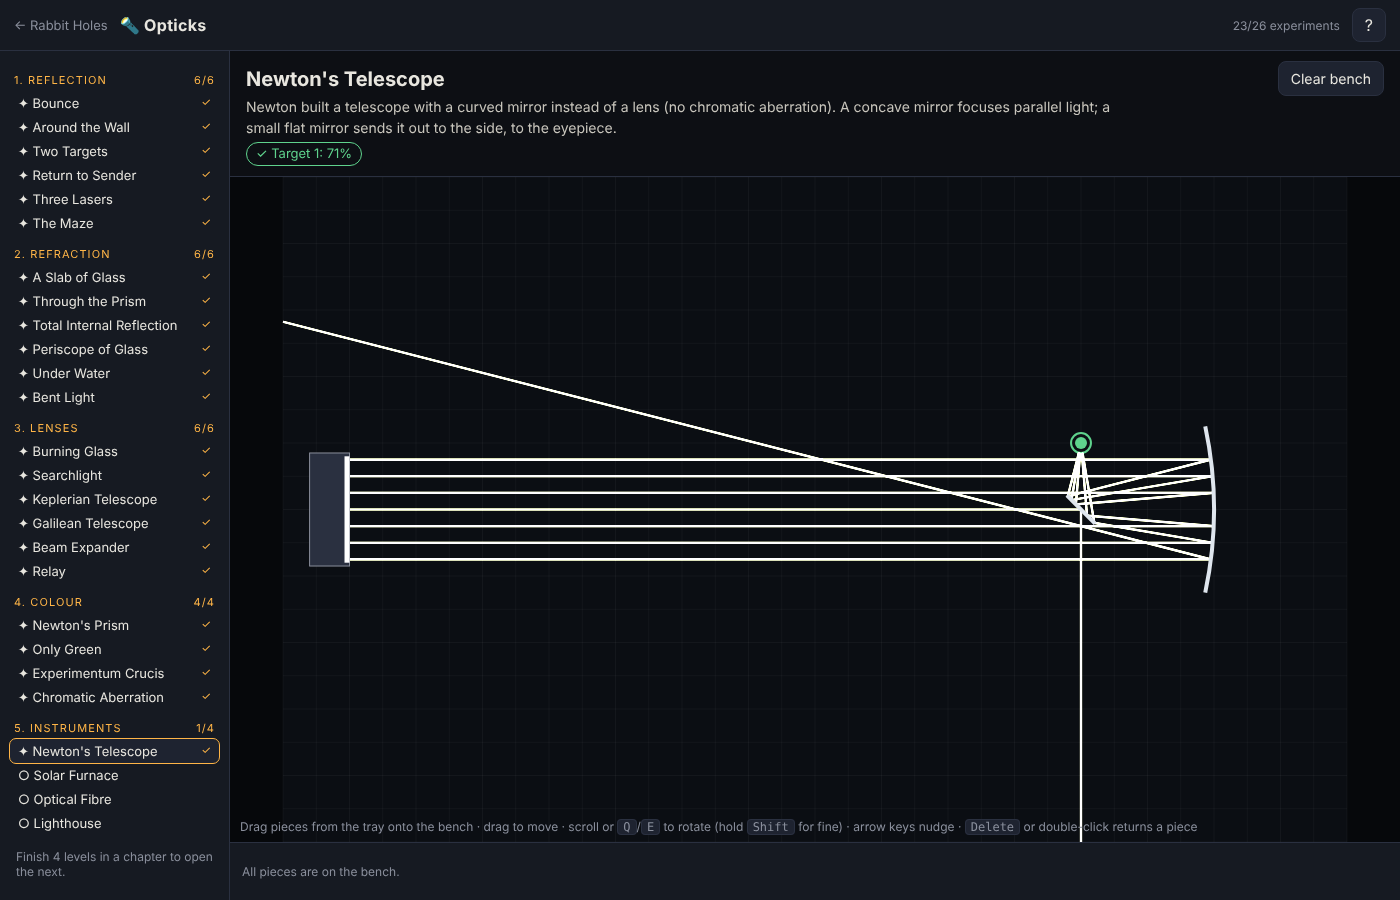 ← Rabbit Holes
Opticks
23/26 experiments
?
1. REFLECTION 6/6
Bounce
Around the Wall
Two Targets
Return to Sender
Three Lasers
The Maze
2. REFRACTION 6/6
A Slab of Glass
Through the Prism
Total Internal Reflection
Periscope of Glass
Under Water
Bent Light
3. LENSES 6/6
Burning Glass
Searchlight
Keplerian Telescope
Galilean Telescope
Beam Expander
Relay
4. COLOUR 4/4
Newton's Prism
Only Green
Experimentum Crucis
Chromatic Aberration
5. INSTRUMENTS 1/4
Newton's Telescope
Solar Furnace
Optical Fibre
Lighthouse
Finish 4 levels in a chapter to open
the next.
Newton's Telescope
Clear bench
Newton built a telescope with a curved mirror instead of a lens (no chromatic aberration). A concave mirror focuses parallel light; a
small flat mirror sends it out to the side, to the eyepiece.
✓ Target 1: 71%
Drag pieces from the tray onto the bench · drag to move · scroll or Q/E to rotate (hold Shift for fine) · arrow keys nudge · Delete or double-click returns a piece
All pieces are on the bench.